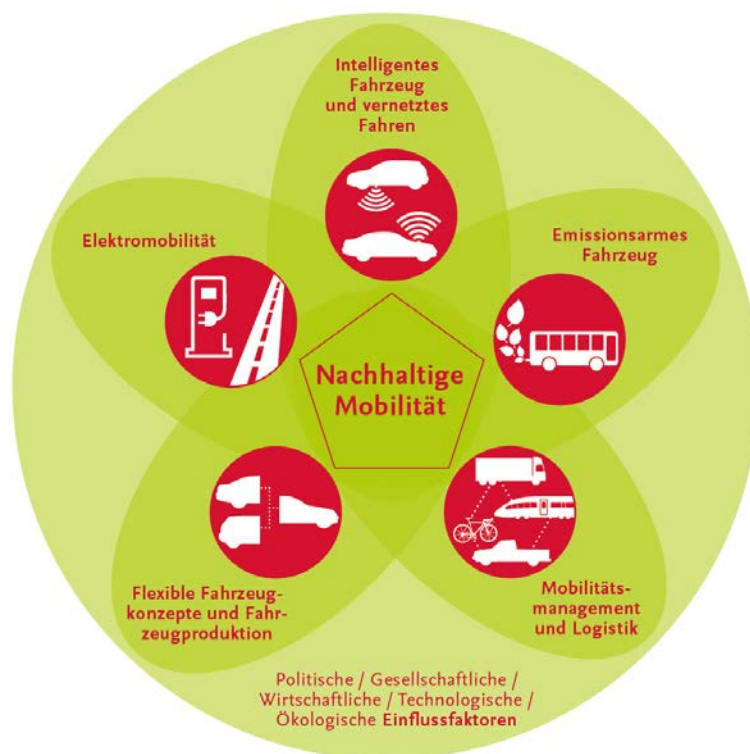 Intelligentes
Fahrzeug
und vernetztes
Fahren
Elektromobilität
Emissionsarmes
Fahrzeug
Nachhaltige
Mobilität
Flexible Fahrzeug-
konzepte und Fahr-
zeugproduktion
Mobilitäts-
management
und Logistik
Politische / Gesellschaftliche /
Wirtschaftliche / Technologische /
Ökologische Einflussfaktoren